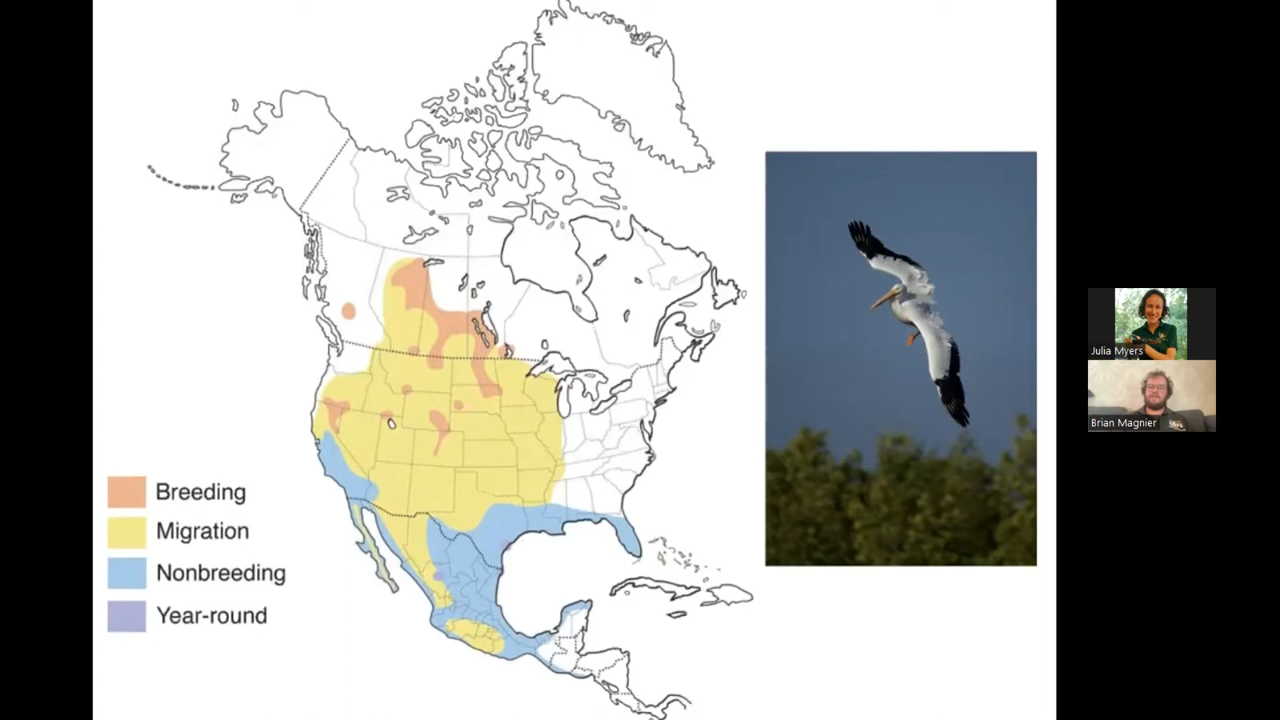 Breeding
Migration
Nonbreeding
Year-round
Julia Myers
Brian Magnier